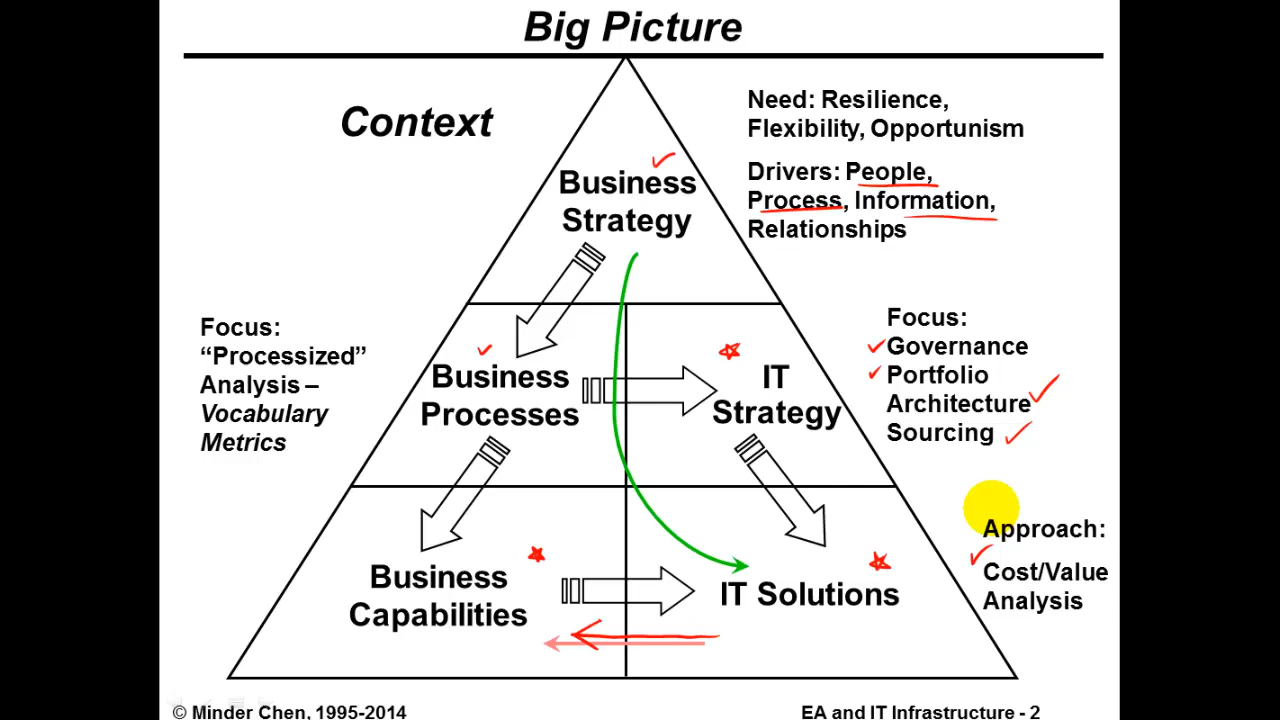 Big Picture
Context
Need: Resilience,
Flexibility, Opportunism
Drivers: People,
Process, Information,
Relationships
Business
Strategy
Focus:
“Processized”
Analysis –
Vocabulary
Metrics
Business
Processes
IT
Strategy
Focus:
Governance
Portfolio
Architecture
Sourcing
Business
Capabilities
IT Solutions
Approach:
Cost/Value
Analysis
© Minder Chen, 1995-2014
EA and IT Infrastructure - 2